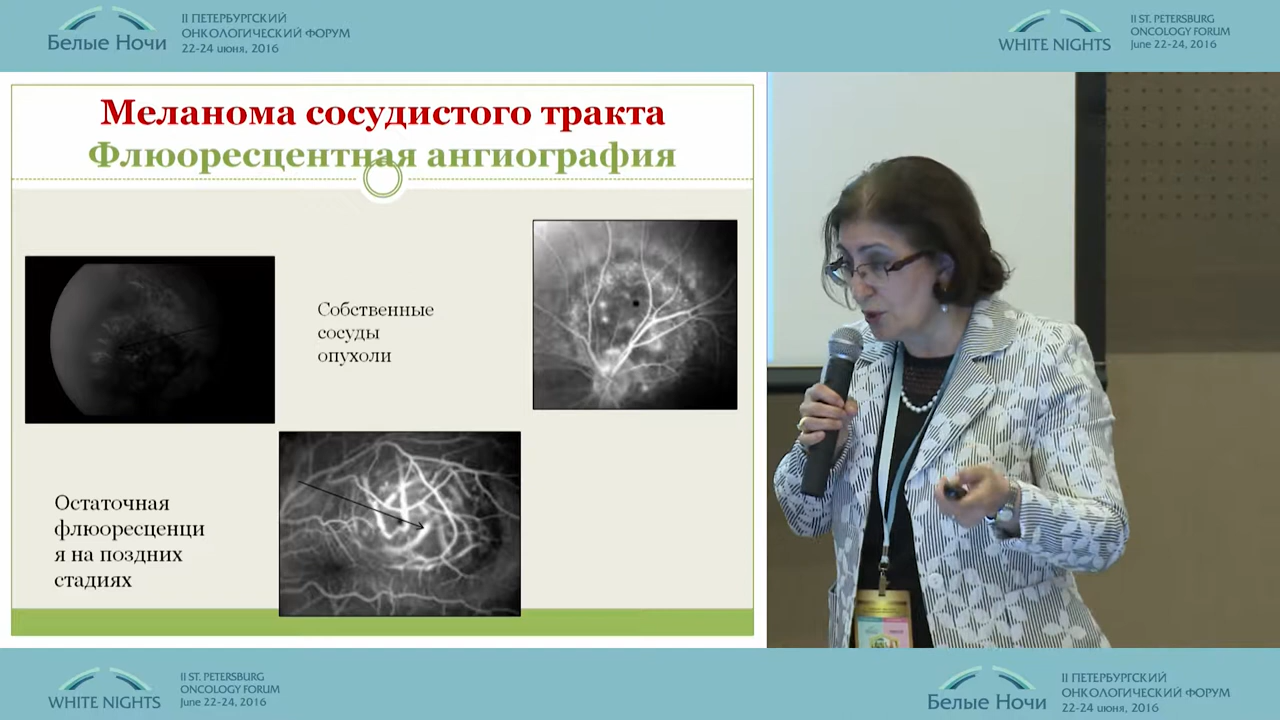 Белые Ночи
II ПЕТЕРБУРГСКИЙ
ОНКОЛОГИЧЕСКИЙ ФОРУМ
22-24 июня, 2016
WHITE NIGHTS
II ST. PETERSBURG
ONCOLOGY FORUM
June 22-24, 2016
Меланома сосудистого тракта
Флюоресцентная ангиография
Собственные
сосуды
опухоли
Остаточная
флюоресценци
я на поздних
стадиях
WHITE NIGHTS
II ST. PETERSBURG
ONCOLOGY FORUM
June 22-24, 2016
Белые Ночи
II ПЕТЕРБУРГСКИЙ
ОНКОЛОГИЧЕСКИЙ ФОРУМ
22-24 июня, 2016